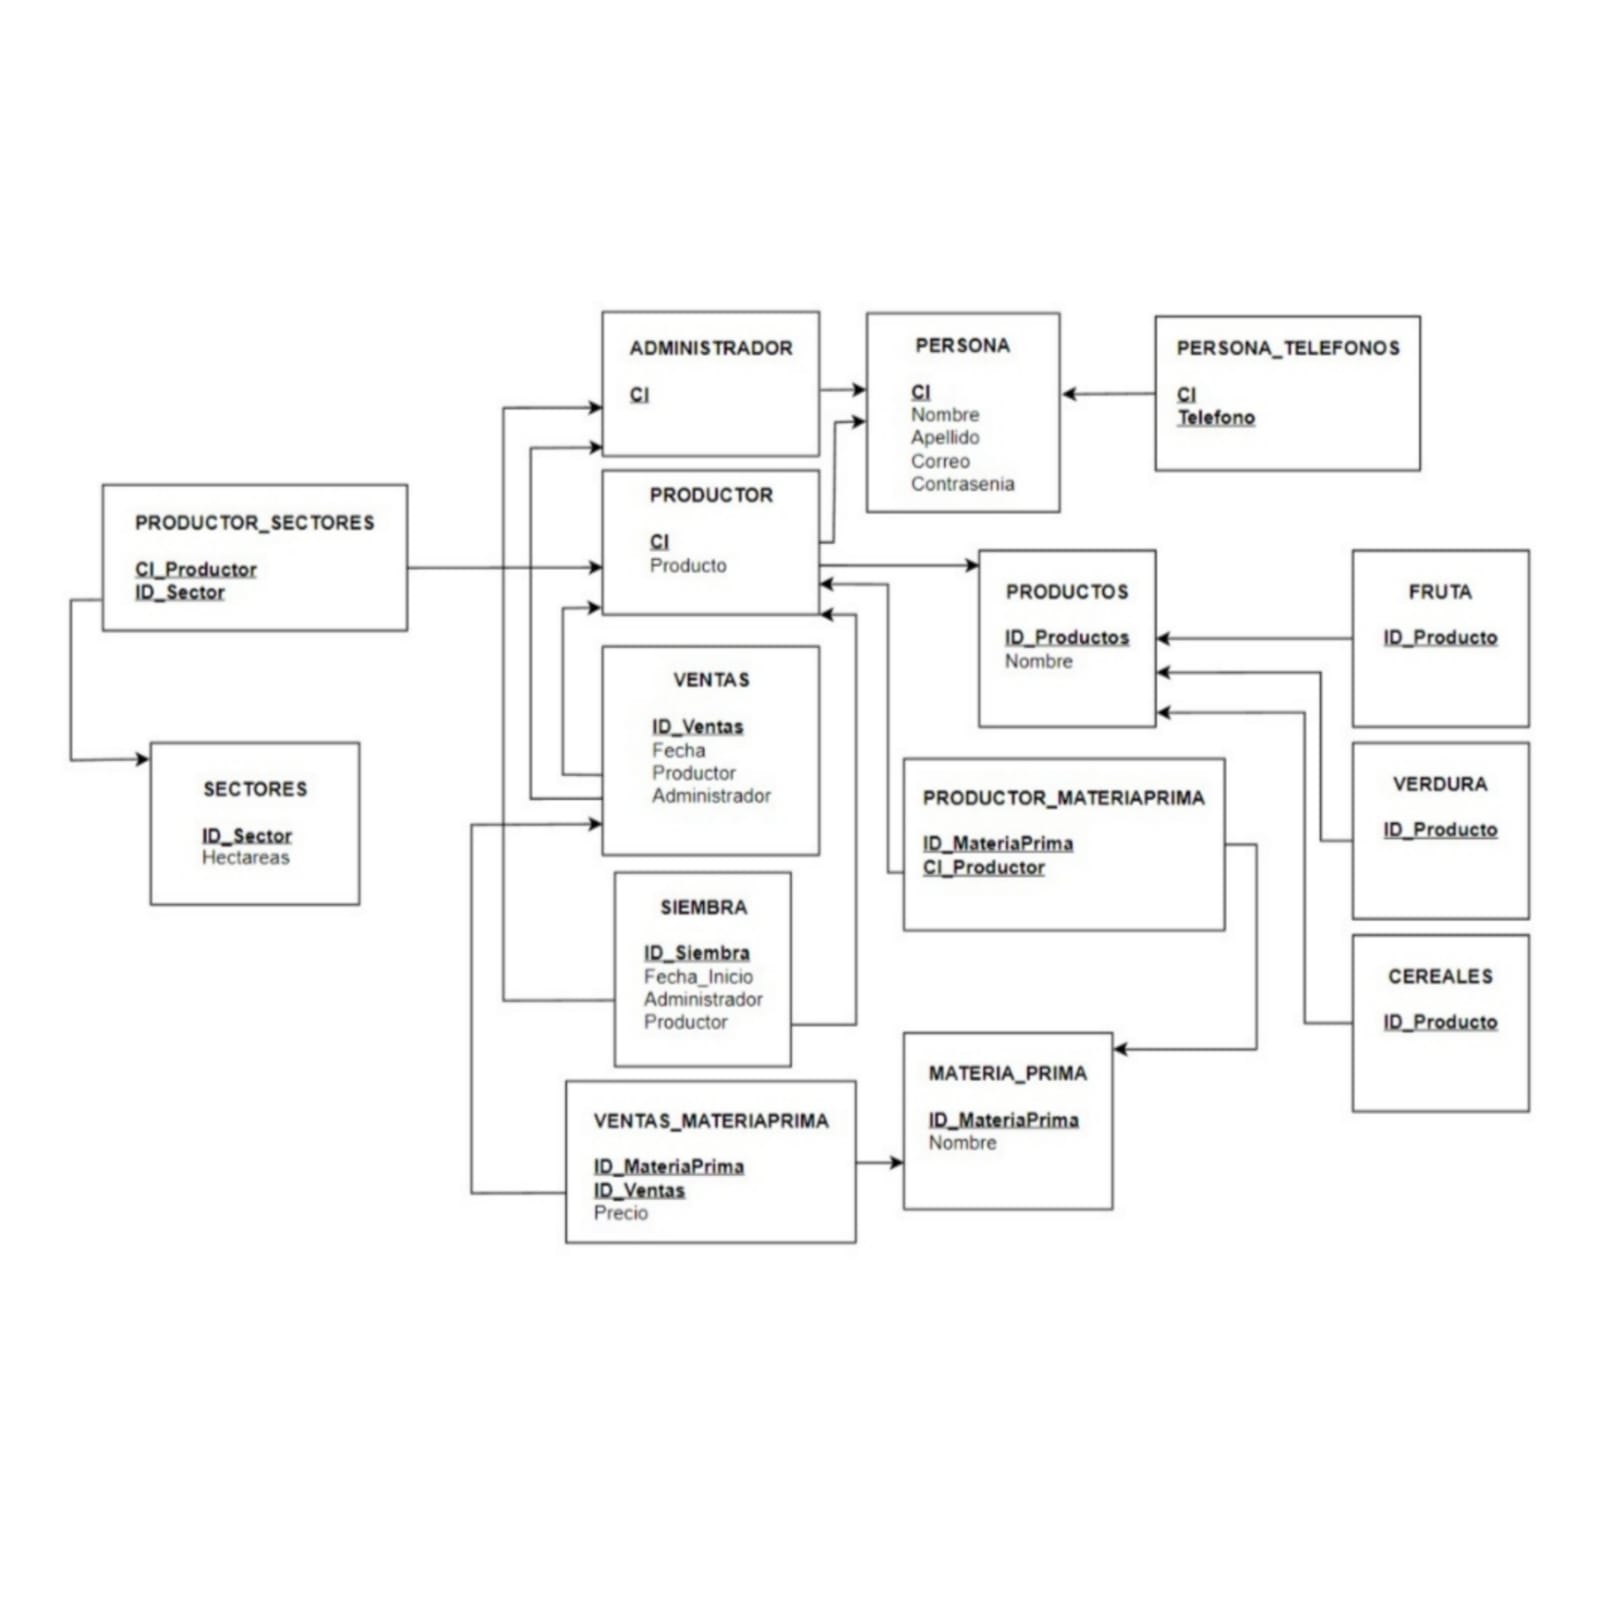 ADMINISTRADOR
CI
PERSONA
CI
Nombre
Apellido
Correo
Contrasenia
PERSONA_TELEFONOS
CI
Telefono
PRODUCTOR_SECTORES
CI_Productor
ID_Sector
PRODUCTOR
CI
Producto
PRODUCTOS
ID_Productos
Nombre
FRUTA
ID_Producto
VENTAS
ID_Ventas
Fecha
Productor
Administrador
SECTORES
ID_Sector
Hectareas
PRODUCTOR_MATERIAPRIMA
ID_MateriaPrima
CI_Productor
VERDURA
ID_Producto
SIEMBRA
ID_Siembra
Fecha_Inicio
Administrador
Productor
CEREALES
ID_Producto
VENTAS_MATERIAPRIMA
ID_MateriaPrima
ID_Ventas
Precio
MATERIA_PRIMA
ID_MateriaPrima
Nombre